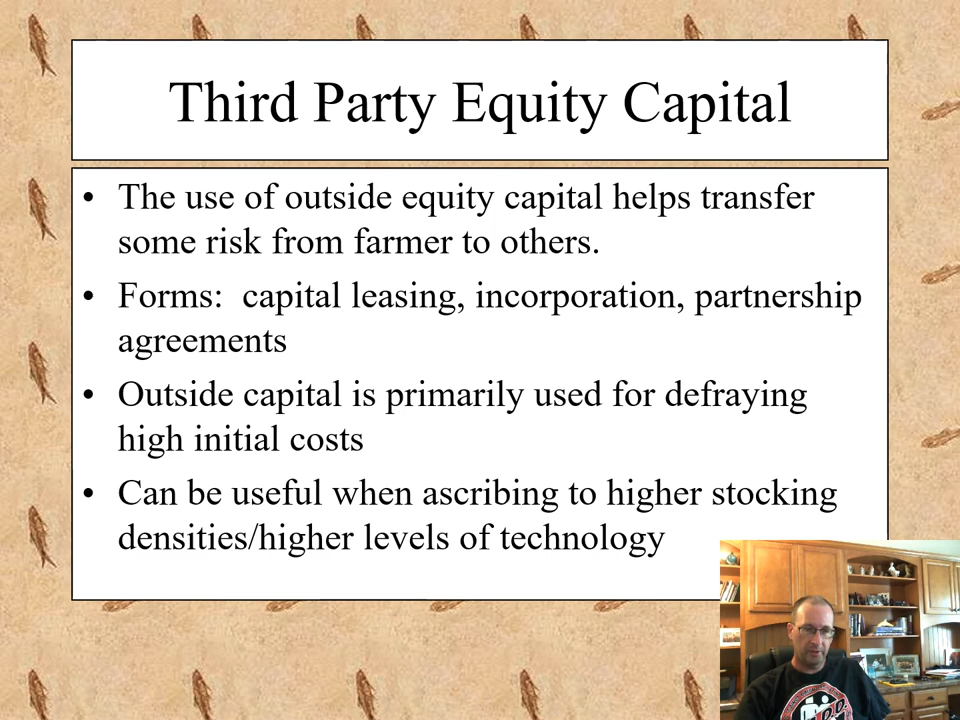 Third Party Equity Capital
• The use of outside equity capital helps transfer
some risk from farmer to others.
• Forms:  capital leasing, incorporation, partnership
agreements
• Outside capital is primarily used for defraying
high initial costs
• Can be useful when ascribing to higher stocking
densities/higher levels of technology